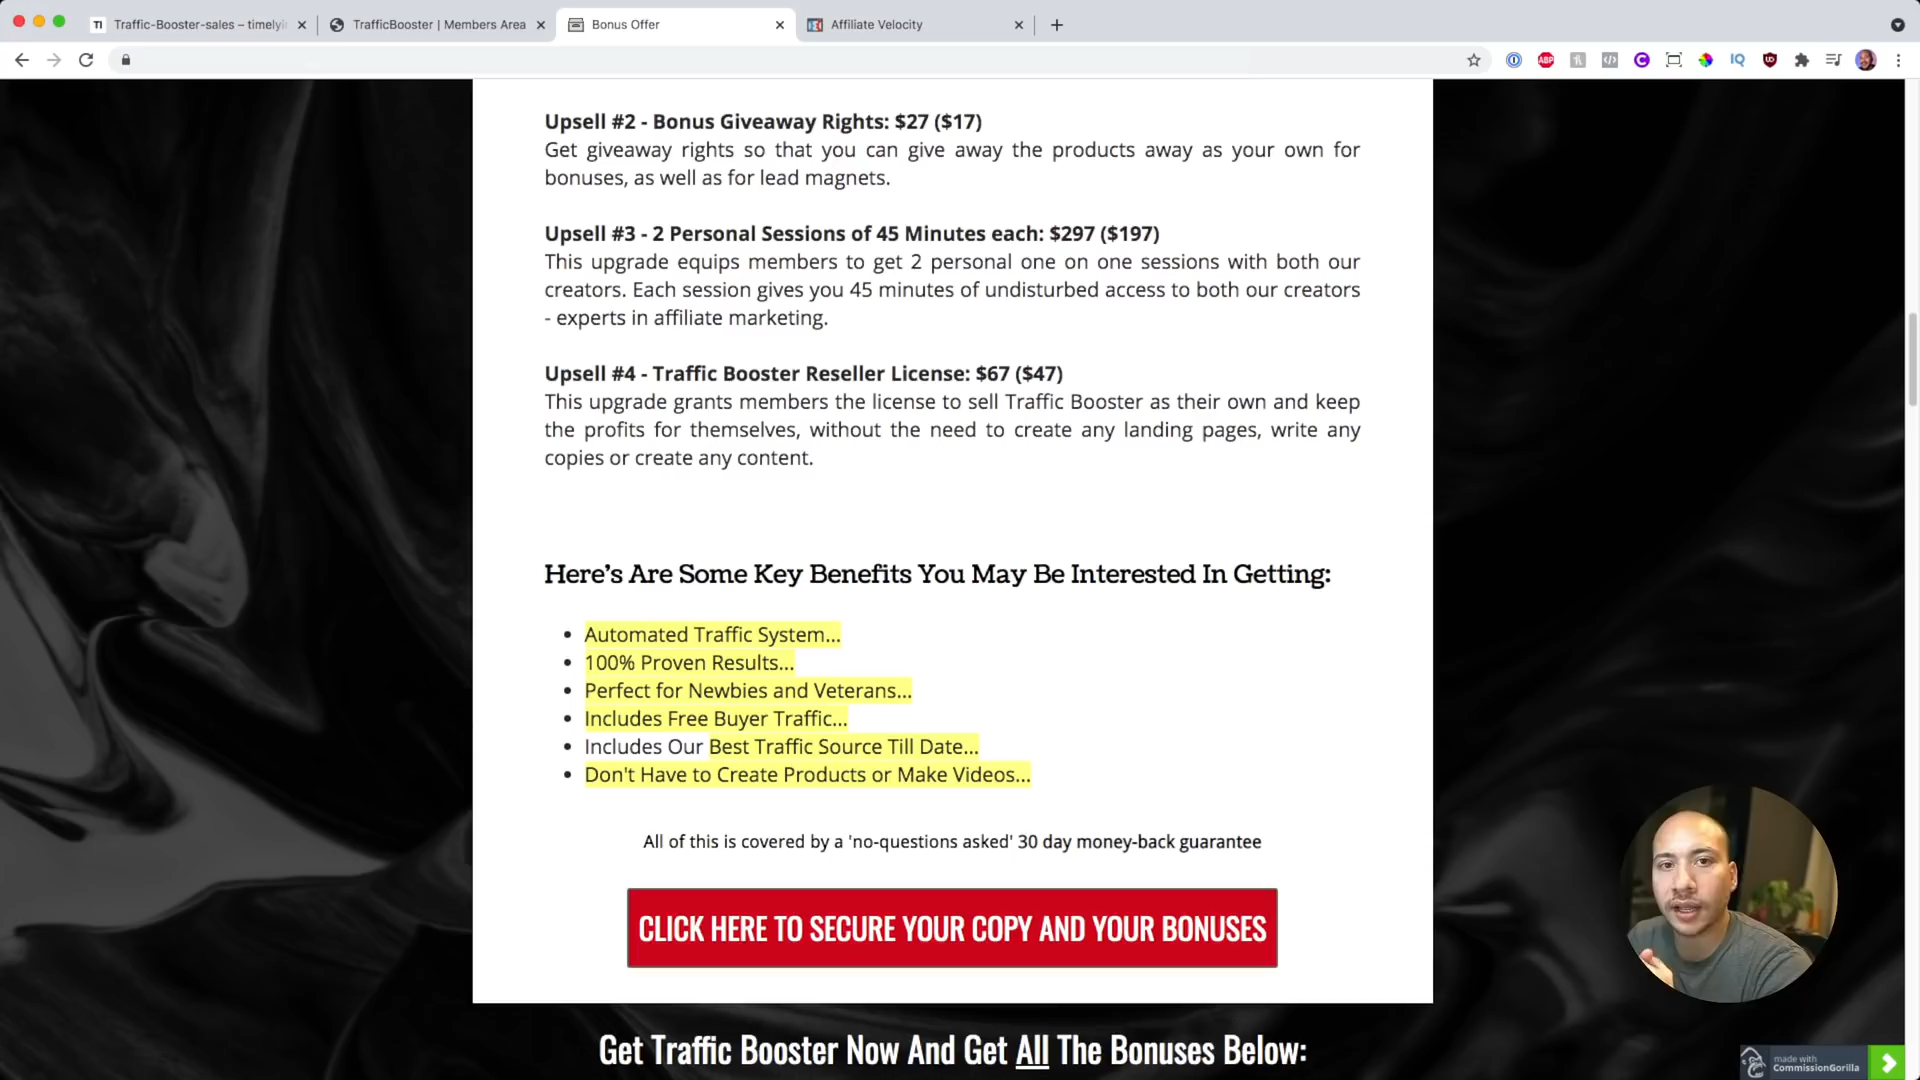 Traffic-Booster-sales – timelyi
TrafficBooster | Members Area
Bonus Offer
Affiliate Velocity
Upsell #2 - Bonus Giveaway Rights: $27 ($17)
Get giveaway rights so that you can give away the products away as your own for
bonuses, as well as for lead magnets.
Upsell #3 - 2 Personal Sessions of 45 Minutes each: $297 ($197)
This upgrade equips members to get 2 personal one on one sessions with both our
creators. Each session gives you 45 minutes of undisturbed access to both our creators
- experts in affiliate marketing.
Upsell #4 - Traffic Booster Reseller License: $67 ($47)
This upgrade grants members the license to sell Traffic Booster as their own and keep
the profits for themselves, without the need to create any landing pages, write any
copies or create any content.
Here's Are Some Key Benefits You May Be Interested In Getting:
Automated Traffic System...
100% Proven Results...
Perfect for Newbies and Veterans...
Includes Free Buyer Traffic...
Includes Our Best Traffic Source Till Date...
Don't Have to Create Products or Make Videos...
All of this is covered by a 'no-questions asked' 30 day money-back guarantee
CLICK HERE TO SECURE YOUR COPY AND YOUR BONUSES
Get Traffic Booster Now And Get All The Bonuses Below:
made with
CommissionGorilla